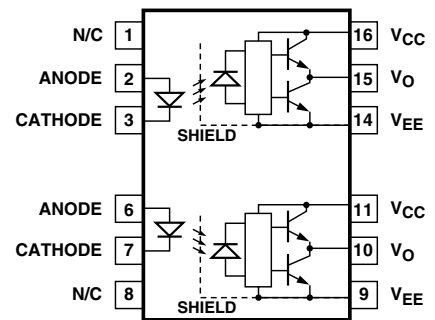 N/C 1 16 VCC
ANODE 2 15 VO
CATHODE 3 14 VEE
SHIELD
ANODE 6 11 VCC
CATHODE 7 10 VO
N/C 8 9 VEE
SHIELD